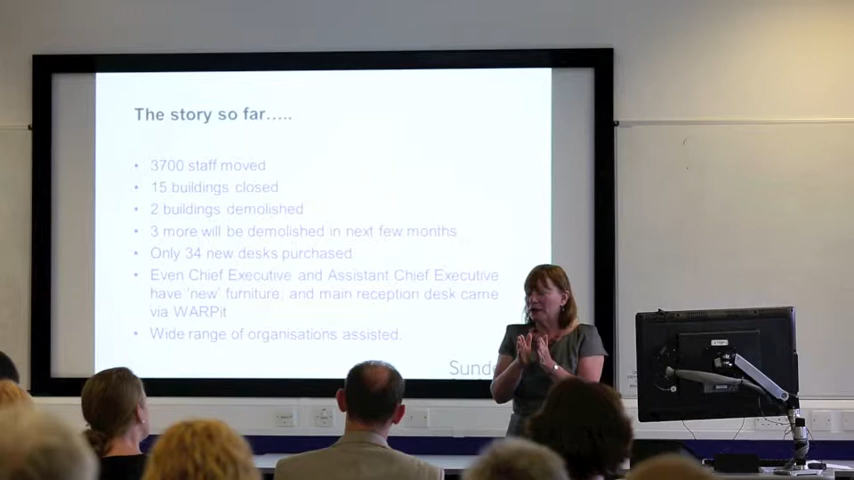 The story so far…..
• 3700 staff moved
• 15 buildings closed
• 2 buildings demolished
• 3 more will be demolished in next few months
• Only 34 new desks purchased
• Even Chief Executive and Assistant Chief Executive
have 'new' furniture, and main reception desk came
via WARPit
• Wide range of organisations assisted.
Sund